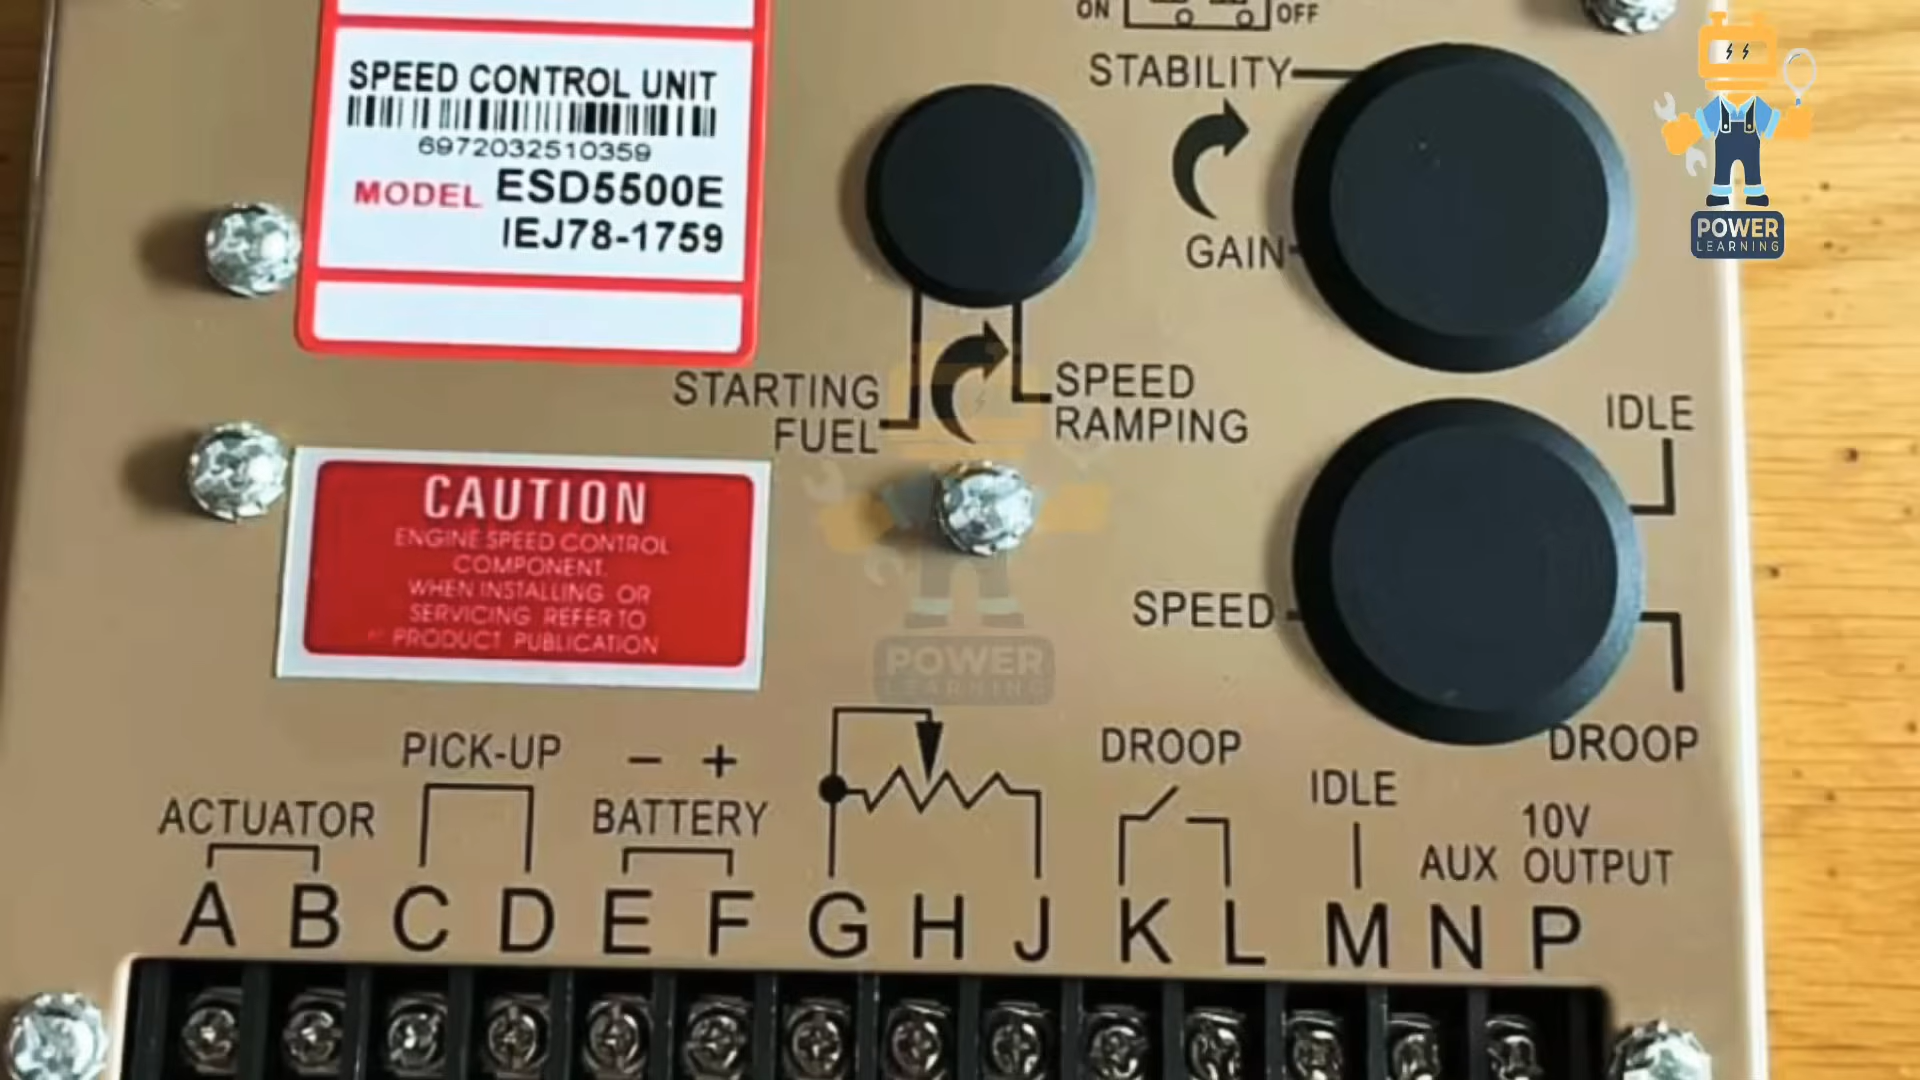 ON OFF
SPEED CONTROL UNIT
6972032510359
MODEL ESD5500E
IEJ78-1759
STABILITY
GAIN
STARTING
FUEL
SPEED
RAMPING
IDLE
SPEED
DROOP
CAUTION
ENGINE SPEED CONTROL
COMPONENT.
WHEN INSTALLING OR
SERVICING REFER TO
PRODUCT PUBLICATION
POWER
LEARNING
POWER
LEARNING
PICK-UP
ACTUATOR
− +
BATTERY
DROOP
IDLE
AUX
10V
OUTPUT
A B C D E F G H J K L M N P